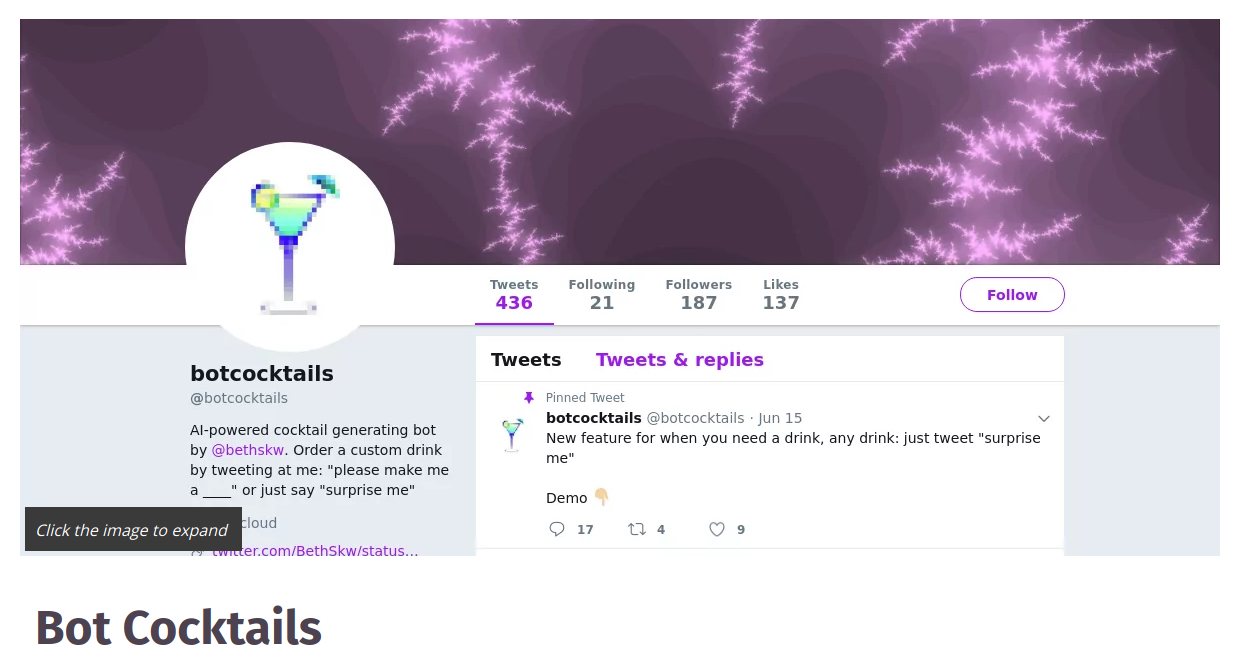 Tweets Following Followers Likes
436 21 187 137
Follow
botcocktails
@botcocktails
AI-powered cocktail generating bot
by @bethskw. Order a custom drink
by tweeting at me: "please make me
a ____" or just say "surprise me"
cloud
twitter.com/BethSkw/status…
Click the image to expand
Tweets Tweets & replies
Pinned Tweet
botcocktails @botcocktails · Jun 15
New feature for when you need a drink, any drink: just tweet "surprise
me"
Demo 👇🏼
17 4 9
Bot Cocktails